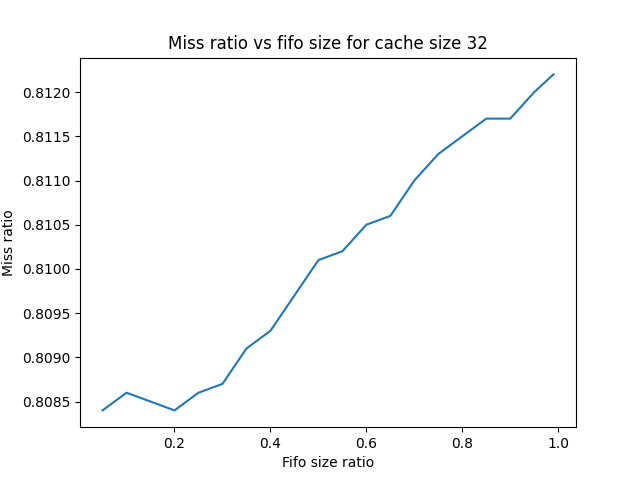 Miss ratio vs fifo size for cache size 32
0.8120
0.8115
0.8110
0.8105
0.8100
0.8095
0.8090
0.8085
Miss ratio
0.2 0.4 0.6 0.8 1.0
Fifo size ratio